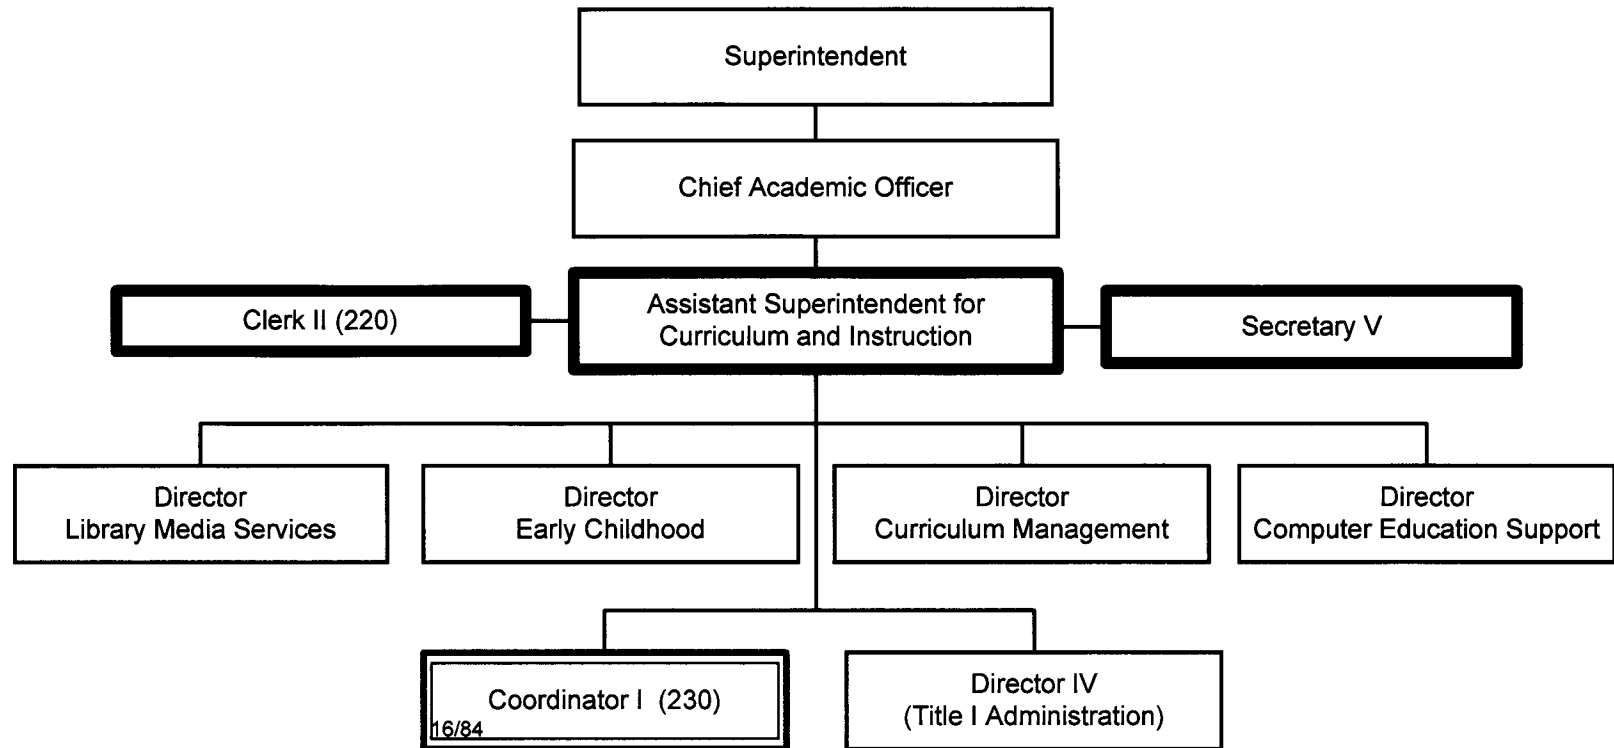 Superintendent
Chief Academic Officer
Clerk II (220)
Assistant Superintendent for
Curriculum and Instruction
Secretary V
Director
Library Media Services
Director
Early Childhood
Director
Curriculum Management
Director
Computer Education Support
Coordinator I (230)
16/84
Director IV
(Title I Administration)